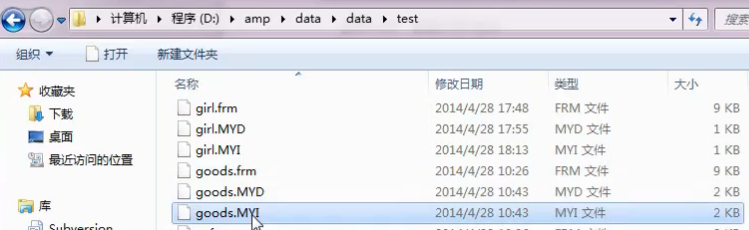 计算机 ▸ 程序 (D:) ▸ amp ▸ data ▸ data ▸ test
组织 打开 新建文件夹
名称 修改日期 类型 大小
收藏夹
下载
桌面
最近访问的位置
库
Subversion
girl.frm 2014/4/28 17:48 FRM 文件 9 KB
girl.MYD 2014/4/28 17:55 MYD 文件 1 KB
girl.MYI 2014/4/28 18:13 MYI 文件 1 KB
goods.frm 2014/4/28 10:26 FRM 文件 9 KB
goods.MYD 2014/4/28 10:43 MYD 文件 2 KB
goods.MYI 2014/4/28 10:43 MYI 文件 2 KB